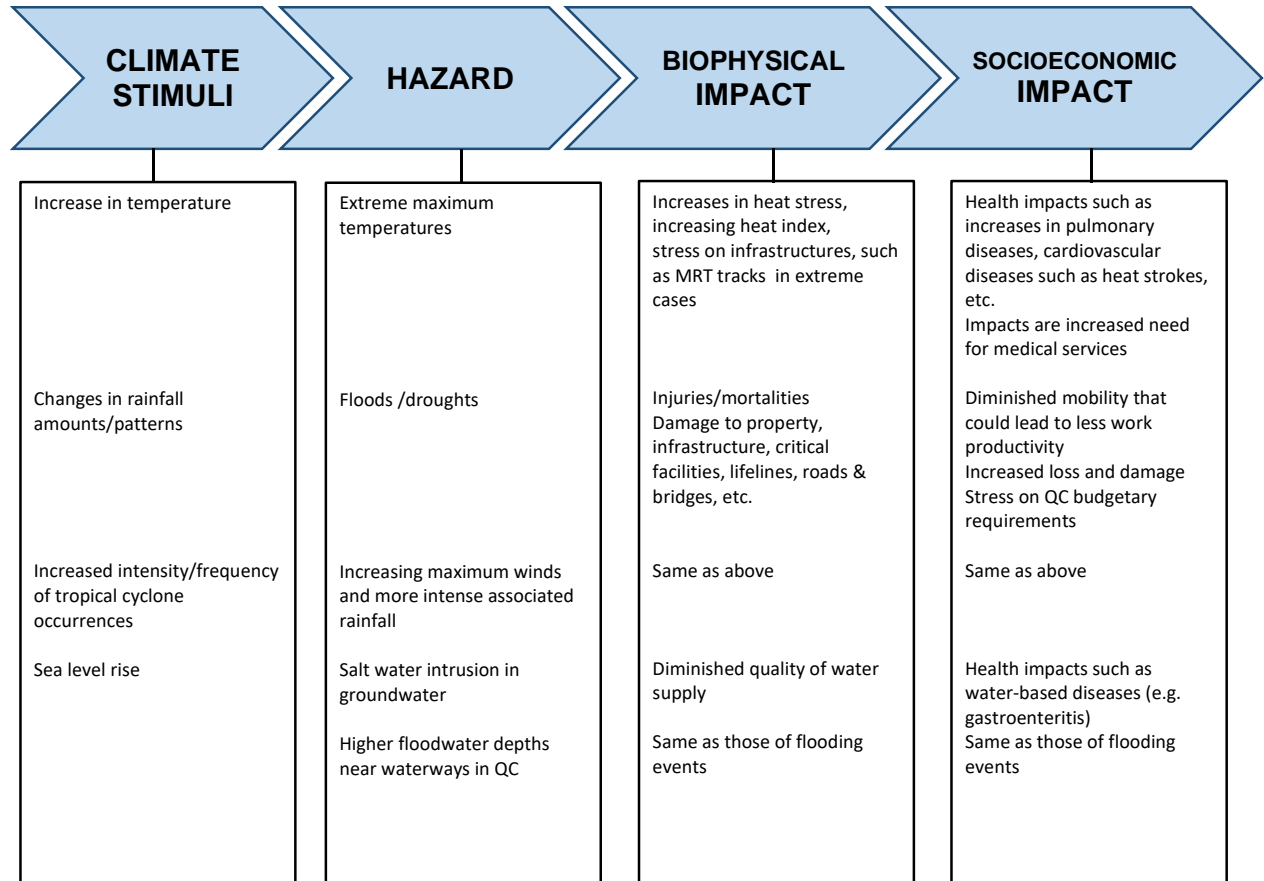 CLIMATE
STIMULI
HAZARD
BIOPHYSICAL
IMPACT
SOCIOECONOMIC
IMPACT
Increase in temperature
Changes in rainfall
amounts/patterns
Increased intensity/frequency
of tropical cyclone
occurrences
Sea level rise
Extreme maximum
temperatures
Floods /droughts
Increasing maximum winds
and more intense associated
rainfall
Salt water intrusion in
groundwater
Higher floodwater depths
near waterways in QC
Increases in heat stress,
increasing heat index,
stress on infrastructures, such
as MRT tracks  in extreme
cases
Injuries/mortalities
Damage to property,
infrastructure, critical
facilities, lifelines, roads &
bridges, etc.
Same as above
Diminished quality of water
supply
Same as those of flooding
events
Health impacts such as
increases in pulmonary
diseases, cardiovascular
diseases such as heat strokes,
etc.
Impacts are increased need
for medical services
Diminished mobility that
could lead to less work
productivity
Increased loss and damage
Stress on QC budgetary
requirements
Same as above
Health impacts such as
water-based diseases (e.g.
gastroenteritis)
Same as those of flooding
events